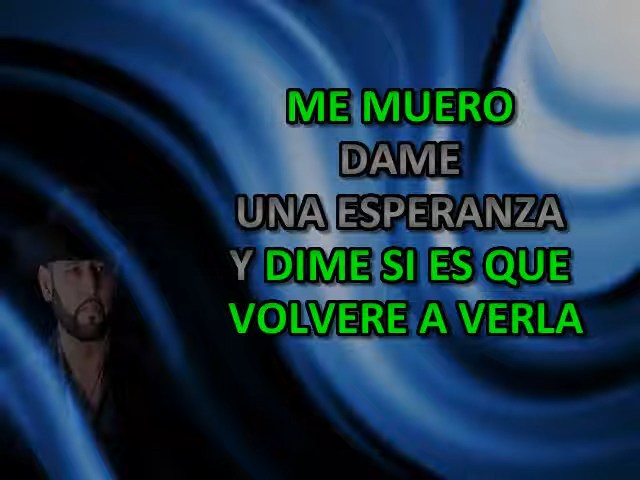 ME MUERO
DAME
UNA ESPERANZA
Y DIME SI ES QUE
VOLVERE A VERLA